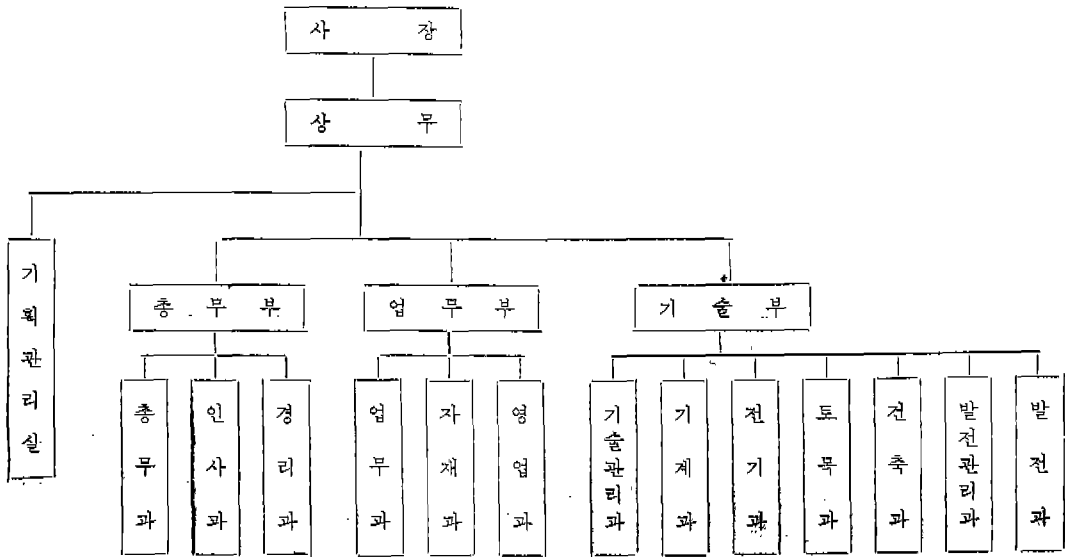 사 장
상 무
기획관리실
총 무 부
업 무 부
기 술 부
총무과
인사과
경리과
업무과
자재과
영업과
기술관리과
기계과
전기과
토목과
건축과
발전관리과
발전과